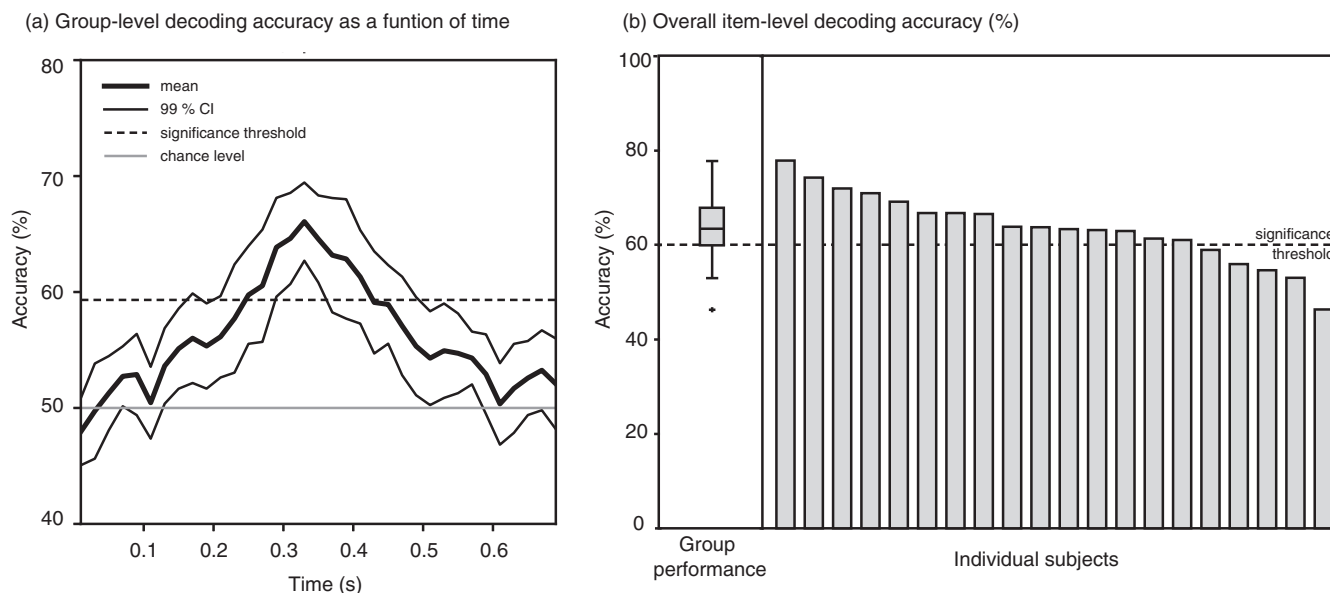 (a) Group-level decoding accuracy as a funtion of time
80
70
60
50
40
Accuracy (%)
mean
99 % CI
significance threshold
chance level
0.1 0.2 0.3 0.4 0.5 0.6
Time (s)
(b) Overall item-level decoding accuracy (%)
100
80
60
40
20
0
Accuracy (%)
significance
threshold
Group
performance
Individual subjects